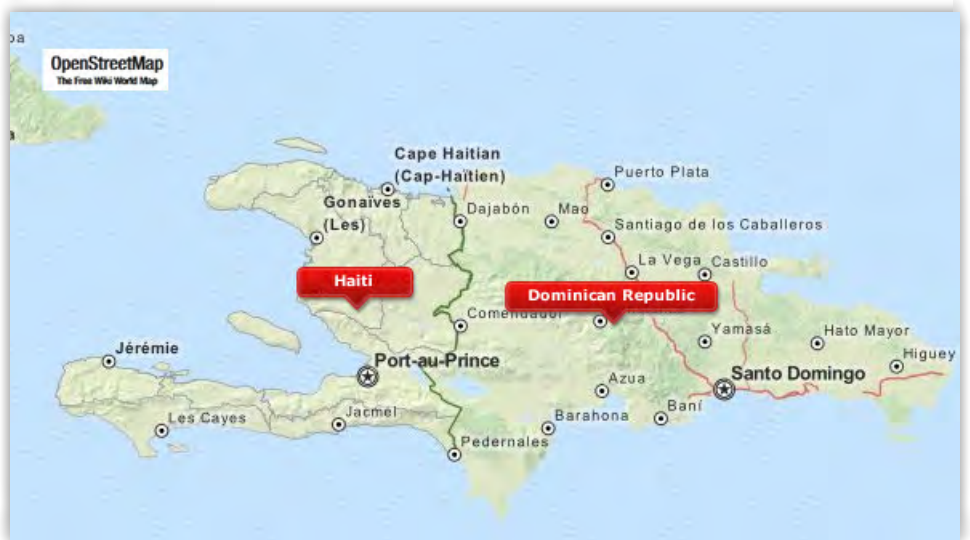 oa
OpenStreetMap
The Free Wiki World Map
a
Cape Haitian
(Cap-Haïtien)
Puerto Plata
Gonaïves
(Les)
Dajabón
Mao
Santiago de los Caballeros
La Vega
Castillo
Haiti
Dominican Republic
Comendador
Yamasá
Hato Mayor
Jérémie
Port-au-Prince
Higuey
Santo Domingo
Azua
Les Cayes
Jacmel
Barahona
Baní
Pedernales